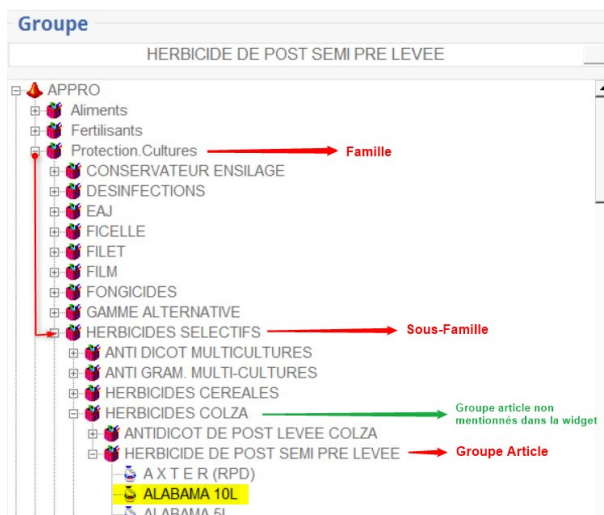 Groupe
HERBICIDE DE POST SEMI PRE LEVEE
APPRO
Aliments
Fertilisants
Protection.Cultures Famille
CONSERVATEUR ENSILAGE
DESINFECTIONS
EAJ
FICELLE
FILET
FILM
FONGICIDES
GAMME ALTERNATIVE
HERBICIDES SELECTIFS Sous-Famille
ANTI DICOT MULTICULTURES
ANTI GRAM. MULTI-CULTURES
HERBICIDES CEREALES
HERBICIDES COLZA Groupe article non
mentionnés dans la widget
ANTIDICOT DE POST LEVEE COLZA
HERBICIDE DE POST SEMI PRE LEVEE Groupe Article
A X T E R (RPD)
ALABAMA 10L
ALABAMA 5L